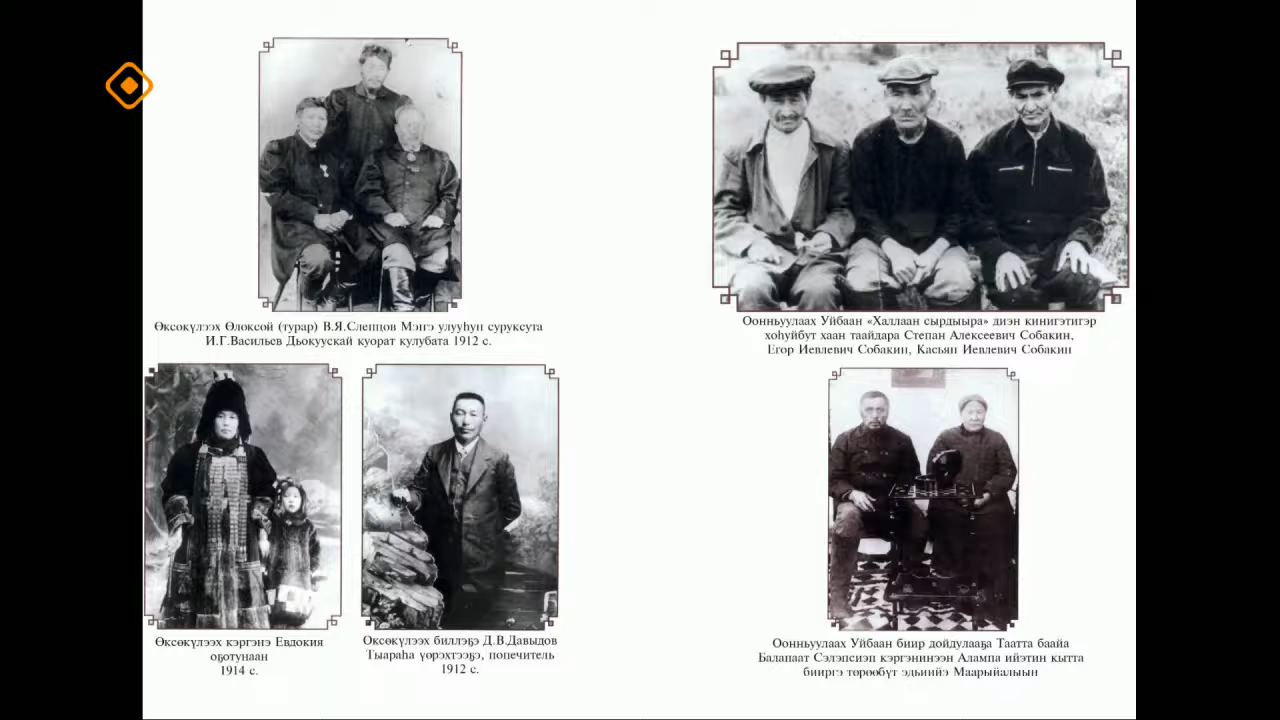 Өксөкүлээх Өлөксөй (турар) В.Я.Слепцов Мэҥэ улууһун суруксута
И.Г.Васильев Дьокуускай куорат кулубата 1912 с.
Өксөкүлээх кэргэнэ Евдокия
оҕотунаан
1914 с.
Өксөкүлээх биллэҕэ Д.В.Давыдов
Тыараһа үөрэхтээҕэ, попечитель
1912 с.
Оонньуулаах Уйбаан «Халлаан сырдыыра» диэн кинигэтигэр
хоһуйбут хаан таайдара Степан Алексеевич Собакин,
Егор Иевлевич Собакин, Касьян Иевлевич Собакин
Оонньуулаах Уйбаан биир дойдулааҕа Таатта баайа
Балапаат Сэлэпсиэп кэргэнинээн Алампа ийэтин кытта
бииргэ төрөөбүт эдьиийэ Маарыйалыын